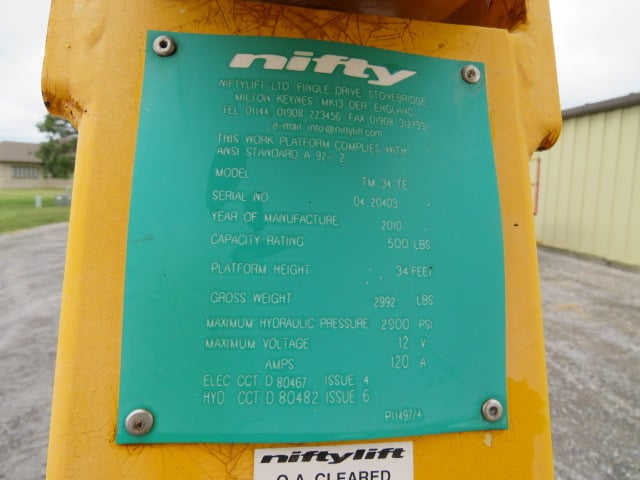 nifty
NIFTYLIFT LTD FINGLE DRIVE, STONEBRIDGE,
MILTON KEYNES, MK13 OER ENGLAND
TEL 01144 01908 223456 FAX 01908 312733
e-mail info@niftylift.com
THIS WORK PLATFORM COMPLIES WITH
ANSI STANDARD A 92- 2
MODEL TM 34 TE
SERIAL NO 04 20403
YEAR OF MANUFACTURE 2010
CAPACITY RATING 500 LBS
PLATFORM HEIGHT 34 FEET
GROSS WEIGHT 2992 LBS
MAXIMUM HYDRAULIC PRESSURE 2900 PSI
MAXIMUM VOLTAGE 12 V
AMPS 120 A
ELEC CCT D 80467 ISSUE 4
HYD CCT D 80482 ISSUE 6
P11497/4
niftylift
Q.A. CLEARED